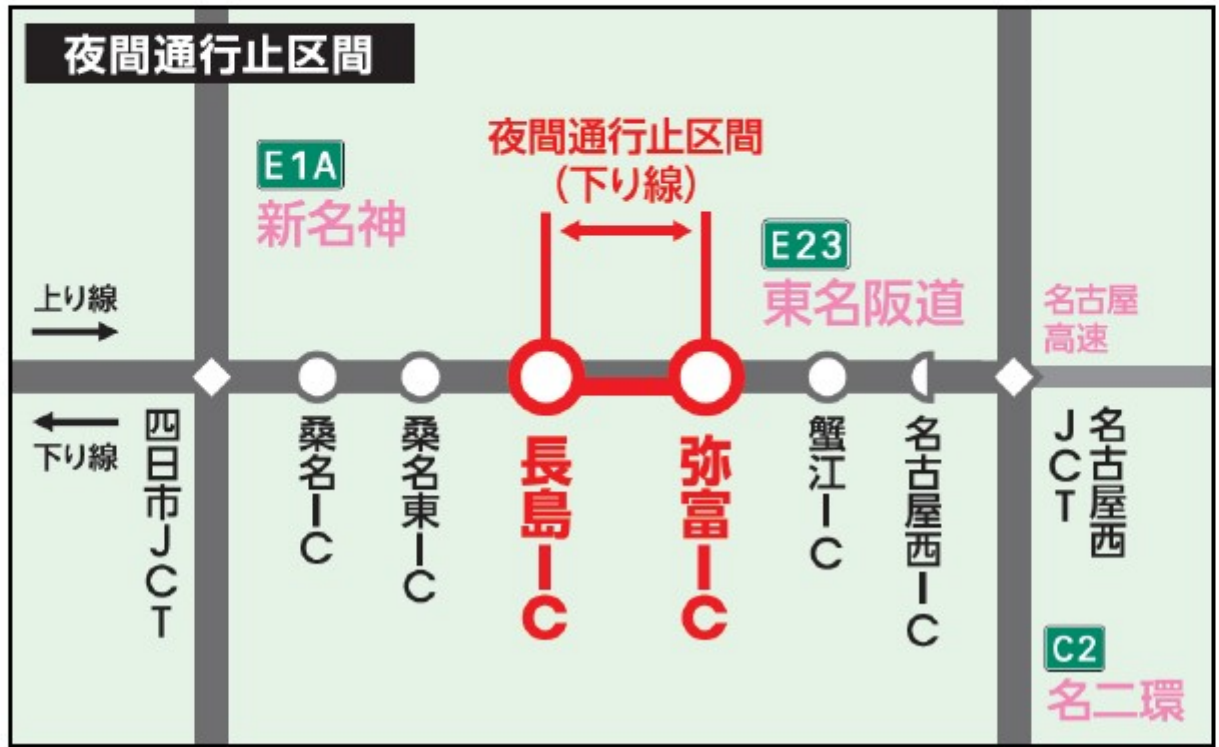 夜間通行止区間
夜間通行止区間
(下り線)
E1A
新名神
E23
東名阪道
名古屋
高速
上り線
下り線
四日市JCT
桑名IC
桑名東IC
長島IC
弥富IC
蟹江IC
名古屋西IC
名古屋西
JCT
C2
名二環